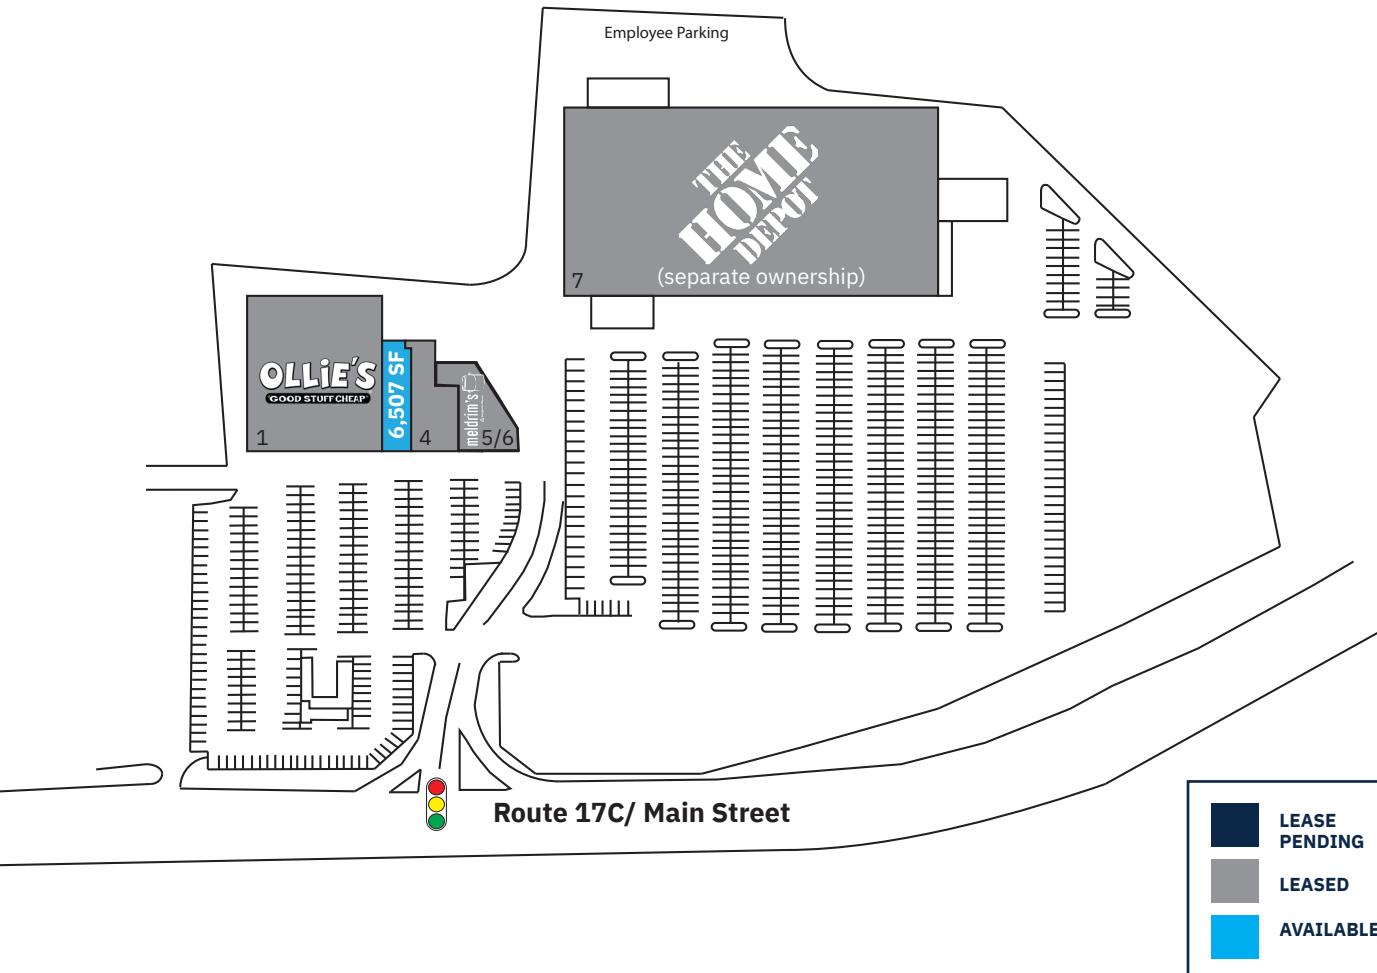 Employee Parking
THE
HOME
DEPOT
(separate ownership)
7
OLLiE'S
GOOD STUFF CHEAP
1
6,507 SF
4
meldrim's
5/6
Route 17C/ Main Street
LEASE
PENDING
LEASED
AVAILABLE